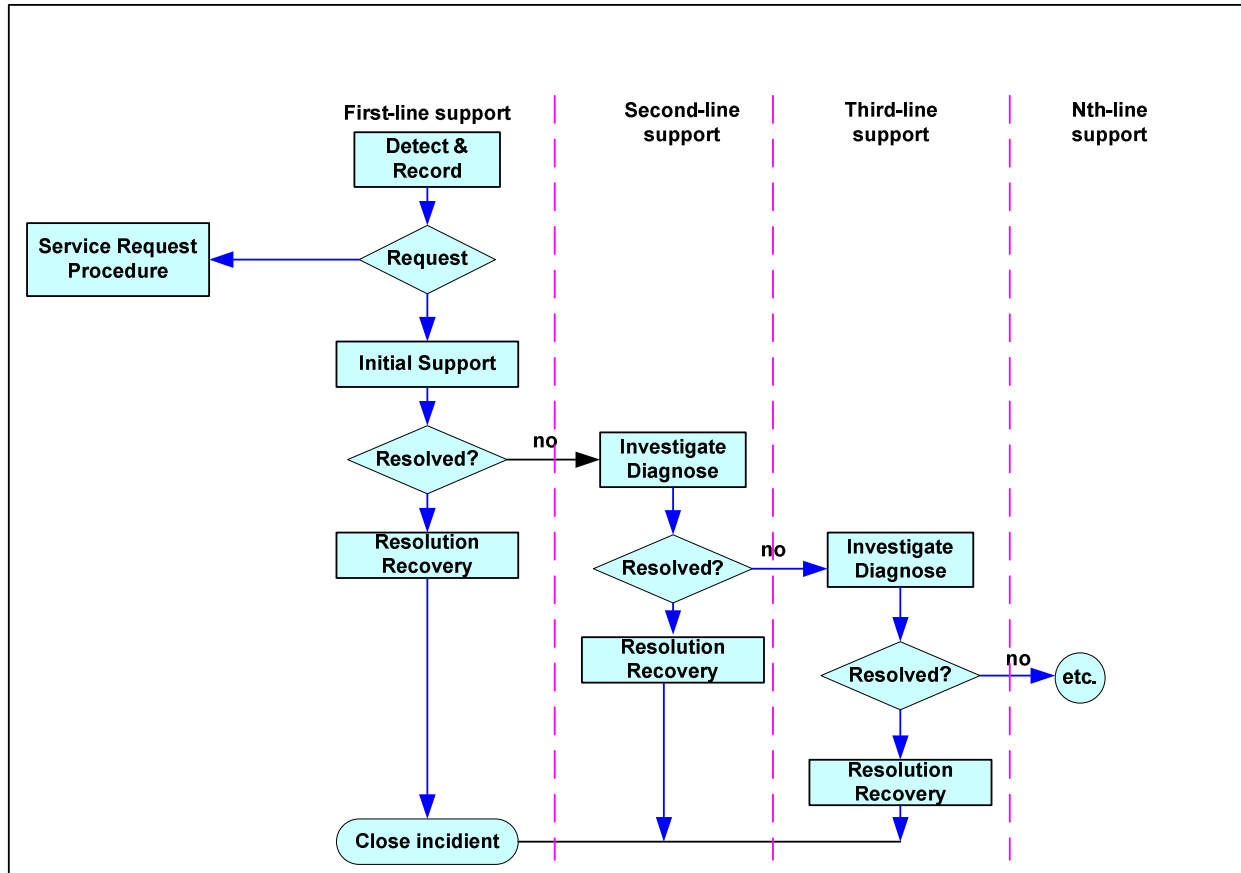 First-line support
Second-line
support
Third-line
support
Nth-line
support
Detect &
Record
Service Request
Procedure
Request
Initial Support
Resolved?
no
Investigate
Diagnose
Resolution
Recovery
Resolved?
no
Investigate
Diagnose
Resolution
Recovery
Resolved?
no
etc.
Resolution
Recovery
Close incidient